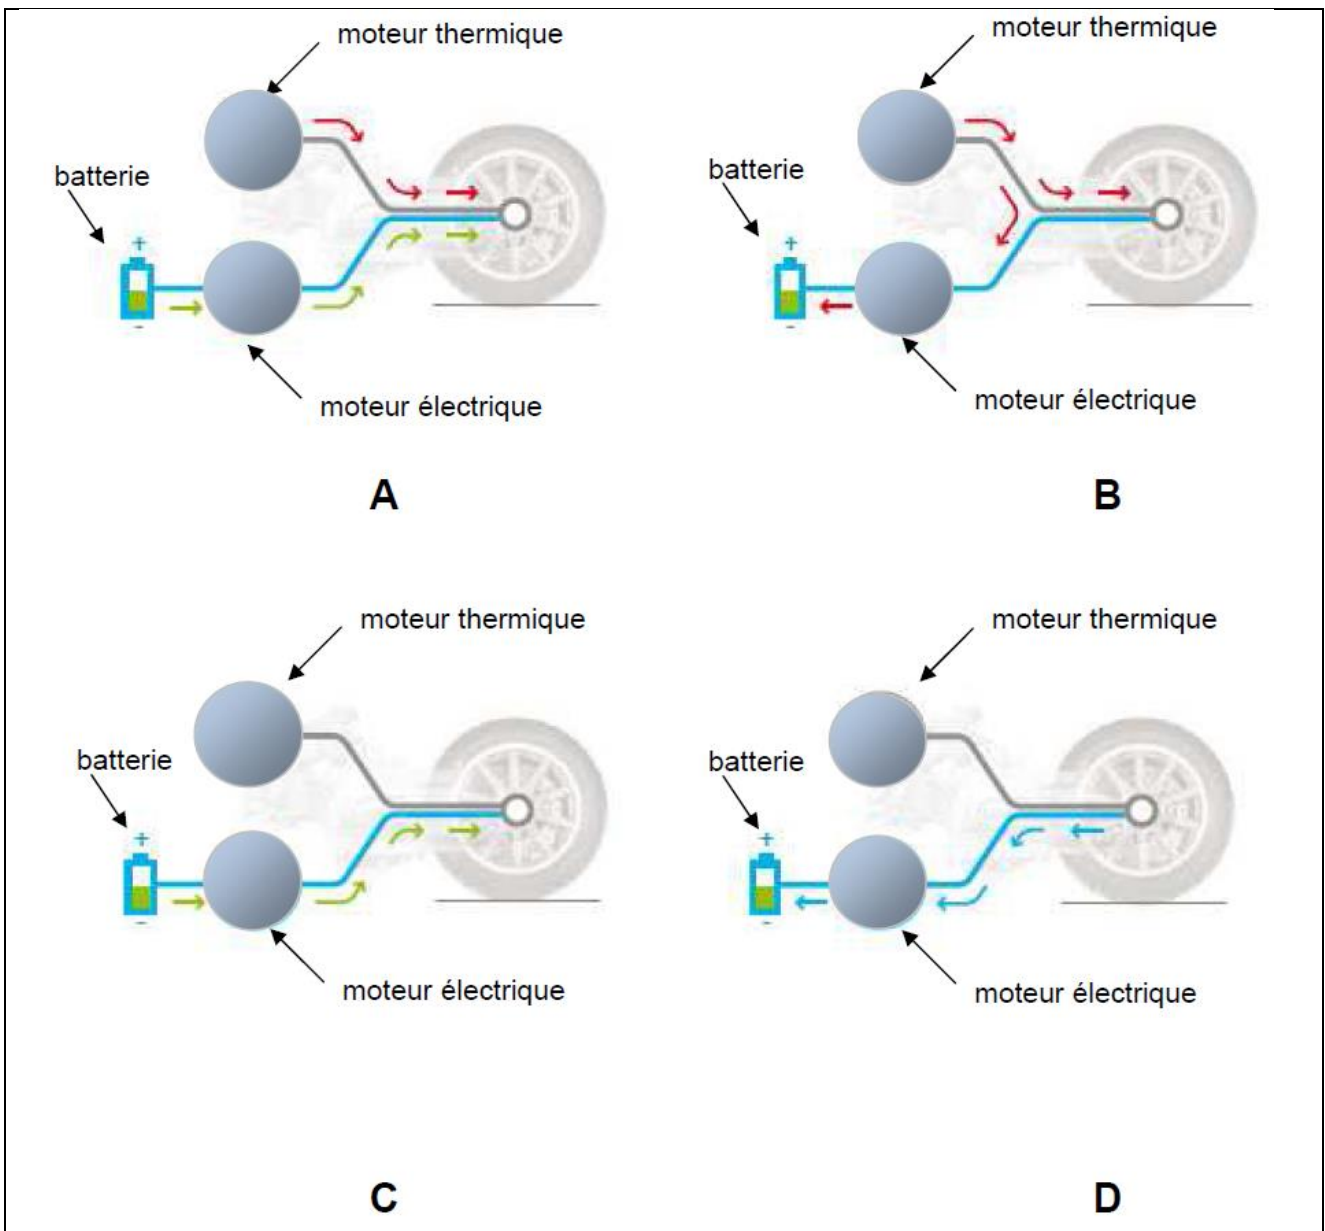 moteur thermique
batterie
+
-
moteur électrique
A
moteur thermique
batterie
+
-
moteur électrique
B
moteur thermique
batterie
+
-
moteur électrique
C
moteur thermique
batterie
+
-
moteur électrique
D